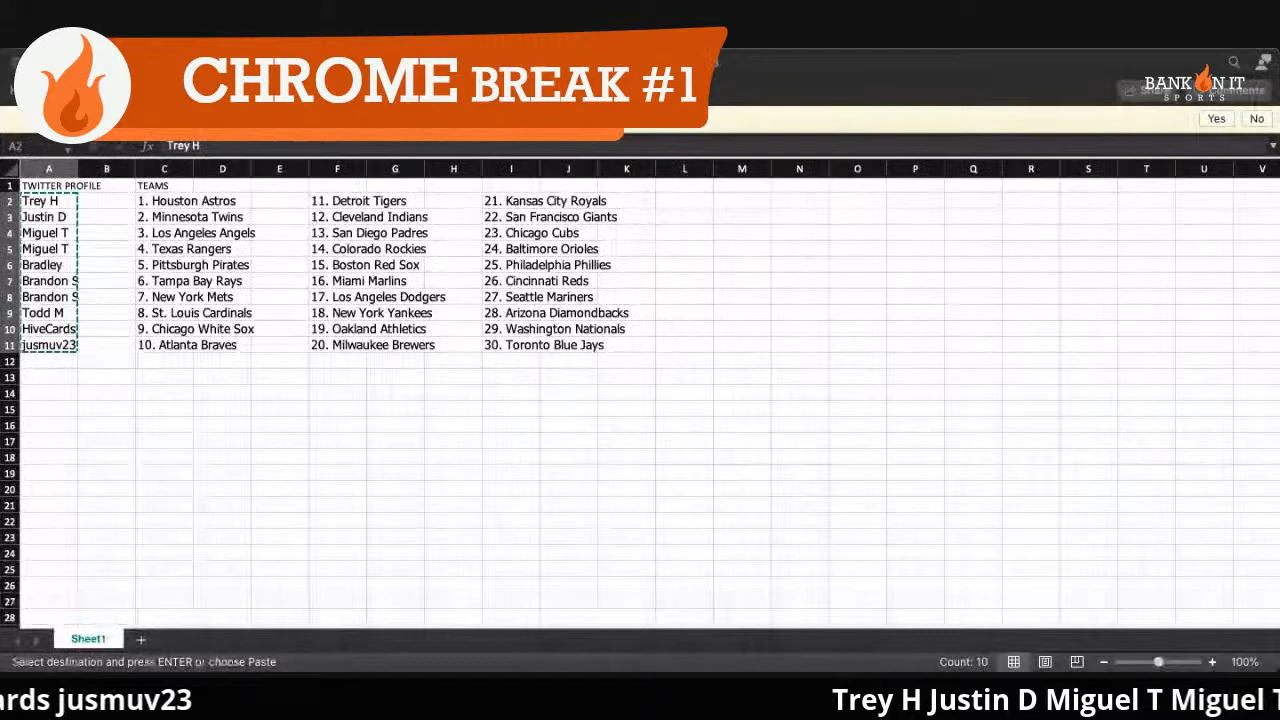 CHROME BREAK #1
BANK ON IT
SPORTS
Yes No
A2 fx Trey H
A B C D E F G H I J K L M N O P Q R S T U V
1 TWITTER PROFILE TEAMS
2 Trey H 1. Houston Astros 11. Detroit Tigers 21. Kansas City Royals
3 Justin D 2. Minnesota Twins 12. Cleveland Indians 22. San Francisco Giants
4 Miguel T 3. Los Angeles Angels 13. San Diego Padres 23. Chicago Cubs
5 Miguel T 4. Texas Rangers 14. Colorado Rockies 24. Baltimore Orioles
6 Bradley 5. Pittsburgh Pirates 15. Boston Red Sox 25. Philadelphia Phillies
7 Brandon S 6. Tampa Bay Rays 16. Miami Marlins 26. Cincinnati Reds
8 Brandon S 7. New York Mets 17. Los Angeles Dodgers 27. Seattle Mariners
9 Todd M 8. St. Louis Cardinals 18. New York Yankees 28. Arizona Diamondbacks
10 HiveCards 9. Chicago White Sox 19. Oakland Athletics 29. Washington Nationals
11 jusmuv23 10. Atlanta Braves 20. Milwaukee Brewers 30. Toronto Blue Jays
12
13
14
15
16
17
18
19
20
21
22
23
24
25
26
27
28
Sheet1 +
Select destination and press ENTER or choose Paste Count: 10 100%
ards jusmuv23 Trey H Justin D Miguel T Miguel T